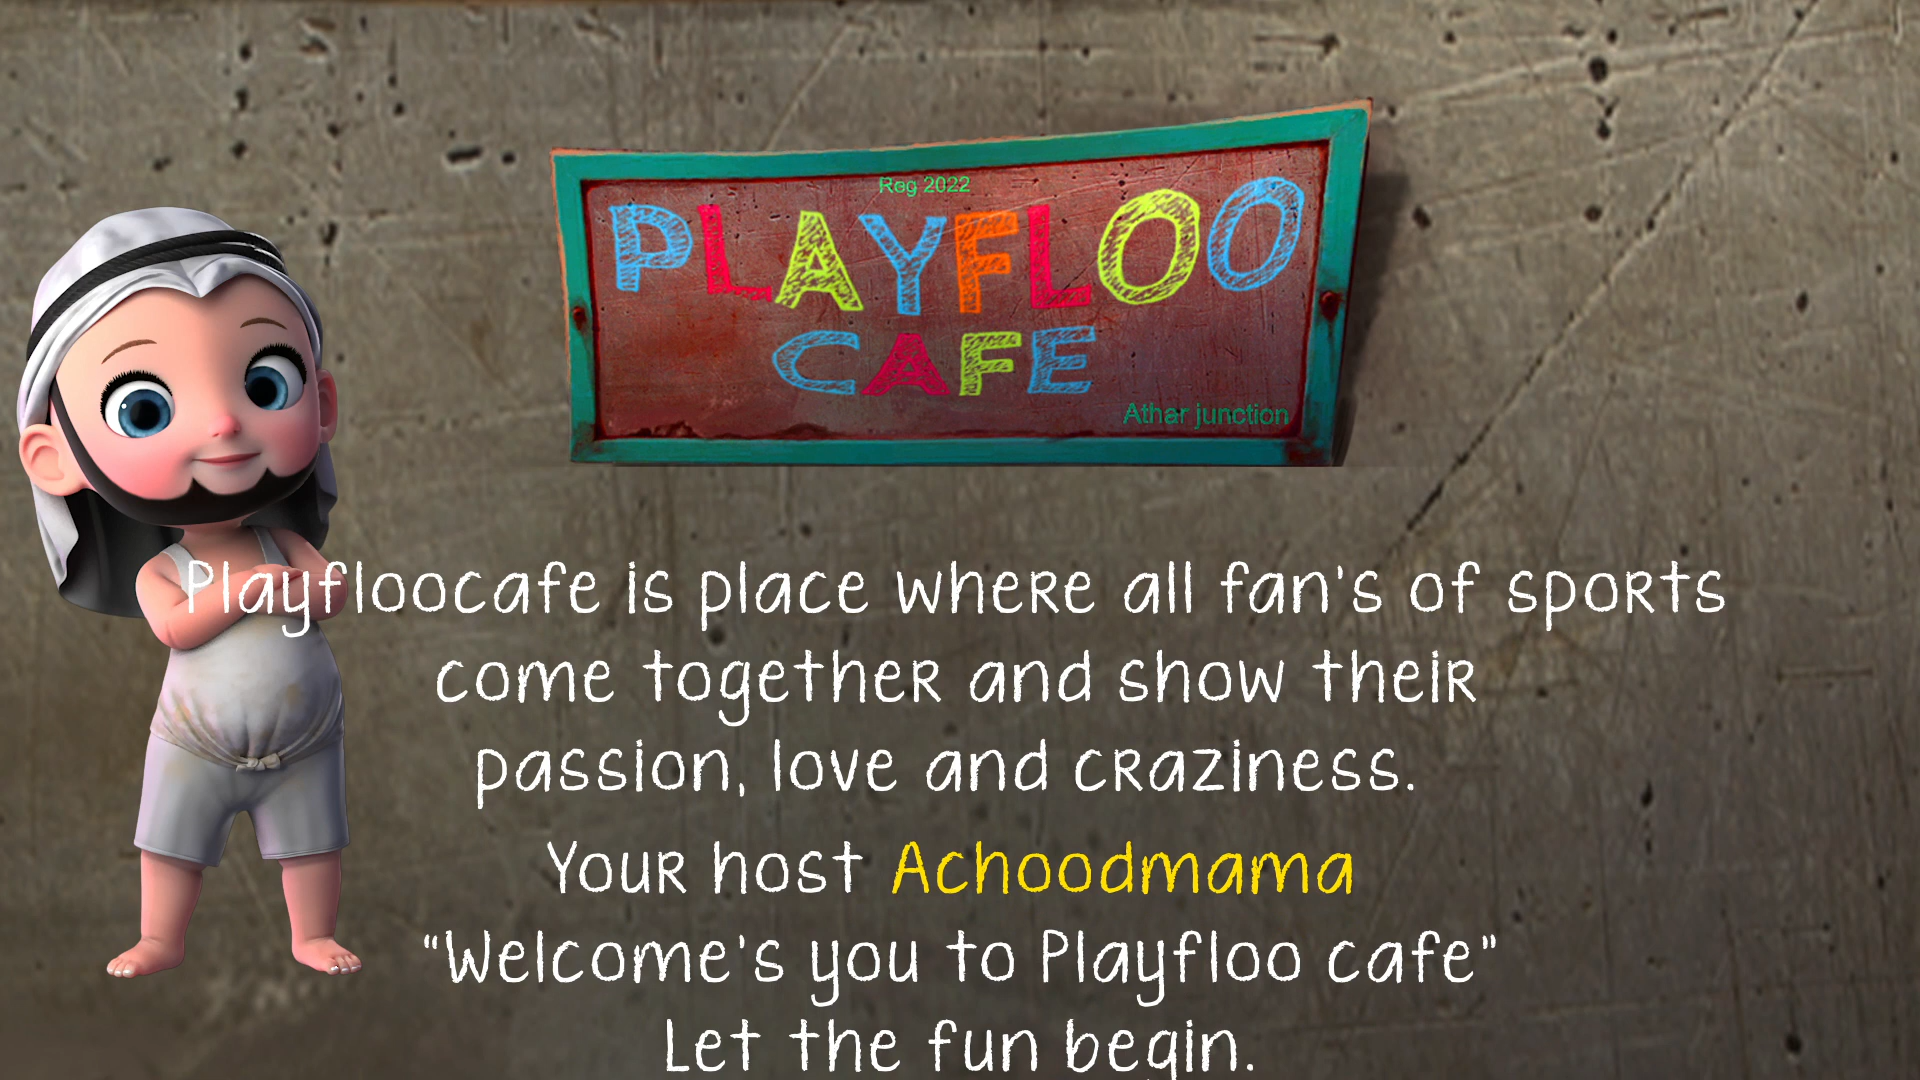 Reg 2022
PLAYFLOO
CAFE
Athar junction
Playfloocafe is place where all fan's of sports
come together and show their
passion, love and craziness.
Your host Achoodmama
"Welcome's you to Playfloo cafe"
Let the fun begin.